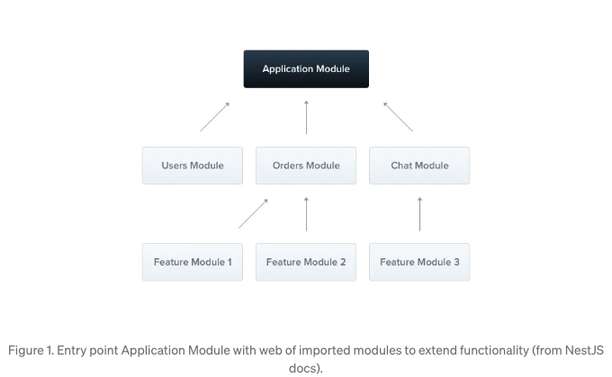 Application Module
Users Module
Orders Module
Chat Module
Feature Module 1
Feature Module 2
Feature Module 3
Figure 1. Entry point Application Module with web of imported modules to extend functionality (from NestJS
docs).